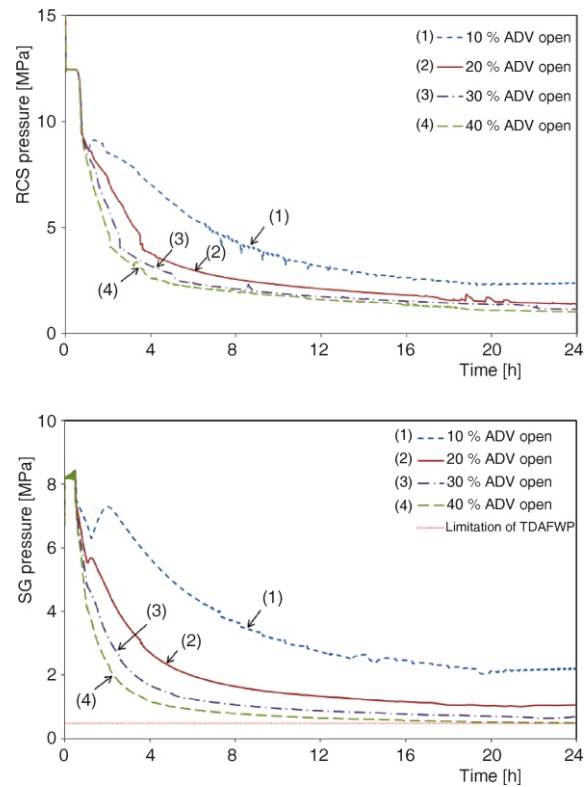 15
(1) 10 % ADV open
(2) 20 % ADV open
(3) 30 % ADV open
(4) 40 % ADV open
10
RCS pressure [MPa]
5
(1)
(2)
(3)
(4)
0
0 4 8 12 16 20 24
Time [h]
10
(1) 10 % ADV open
(2) 20 % ADV open
(3) 30 % ADV open
(4) 40 % ADV open
Limitation of TDAFWP
8
6
SG pressure [MPa]
4
(1)
(3)
(2)
2
(4)
0
0 4 8 12 16 20 24
Time [h]